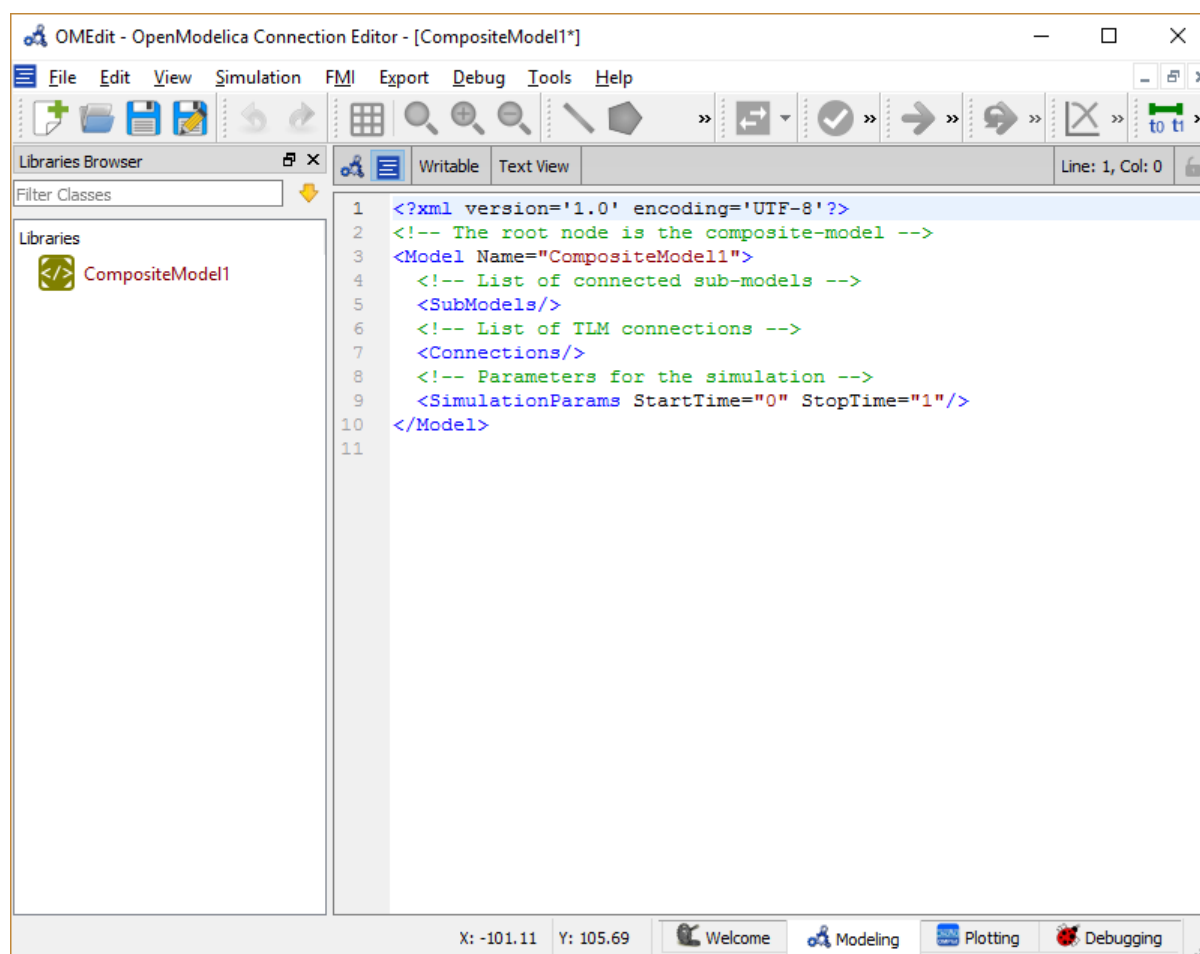 OMEdit - OpenModelica Connection Editor - [CompositeModel1*]
File Edit View Simulation FMI Export Debug Tools Help
» » » » » t0 t1 »
Libraries Browser
Writable Text View Line: 1, Col: 0
Filter Classes
Libraries
</> CompositeModel1
1 <?xml version='1.0' encoding='UTF-8'?>
2 <!-- The root node is the composite-model -->
3 <Model Name="CompositeModel1">
4 <!-- List of connected sub-models -->
5 <SubModels/>
6 <!-- List of TLM connections -->
7 <Connections/>
8 <!-- Parameters for the simulation -->
9 <SimulationParams StartTime="0" StopTime="1"/>
10 </Model>
11
X: -101.11 Y: 105.69 Welcome Modeling Plotting Debugging